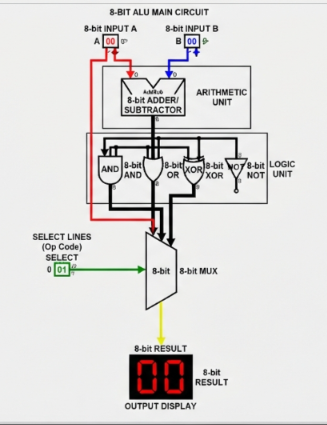 8-BIT ALU MAIN CIRCUIT
8-bit INPUT A
8-bit INPUT B
A 00
B 00
8-bit ADDER/
SUBTRACTOR
ARITHMETIC
UNIT
AND
8-bit
AND
8-bit
OR
XOR
8-bit
XOR
NOT
8-bit
NOT
LOGIC
UNIT
SELECT LINES
(Op Code)
SELECT
0 01
8-bit
8-bit MUX
8-bit RESULT
00
8-bit
RESULT
OUTPUT DISPLAY